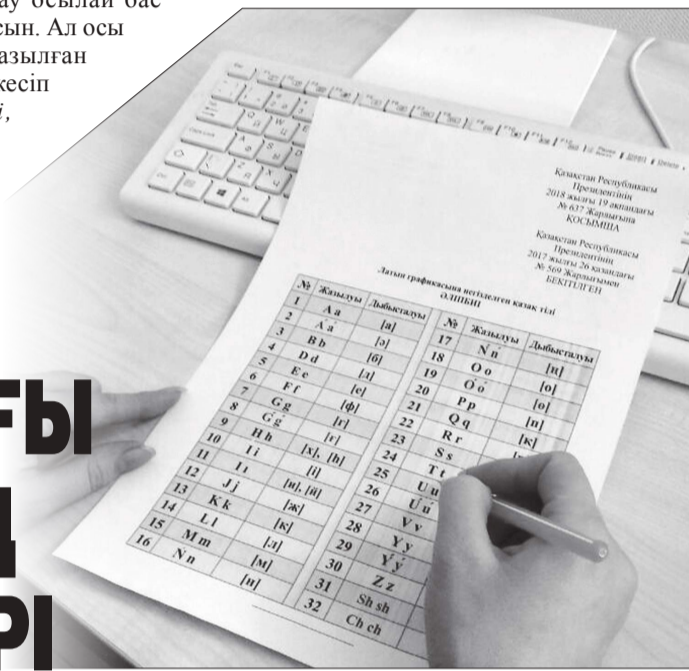 ау осылай бас
сын. Ал осы
азылған
кесіп
і,
ҒЫ
РІ
Қазақстан Республикасы
Президентінің
2018 жылғы 19 ақпандағы
№ 637 Жарлығына
ҚОСЫМША
Қазақстан Республикасы
Президентінің
2017 жылғы 26 қазандағы
№ 569 Жарлығымен
БЕКІТІЛГЕН
Латын графикасына негізделген қазақ тілі
ӘЛІПБИІ
№ Жазылуы Дыбысталуы
1 A a [а]
2 Á á [ә]
3 B b [б]
4 D d [д]
5 E e [е]
6 F f [ф]
7 G g [г]
8 Ǵ ǵ [ғ]
9 H h [х], [h]
10 I i [і]
11 I ı [и], [й]
12 J j [ж]
13 K k [к]
14 L l [л]
15 M m [м]
16 N n [н]
№ Жазылуы Дыбысталуы
17 Ń ń [ң]
18 O o [о]
19 Ó ó [ө]
20 P p [п]
21 Q q [қ]
22 R r
23 S s
24 T t
25 U u
26 Ú ú
27 V v
28 Y y
29 Ý ý
30 Z z
31 Sh sh
32 Ch ch